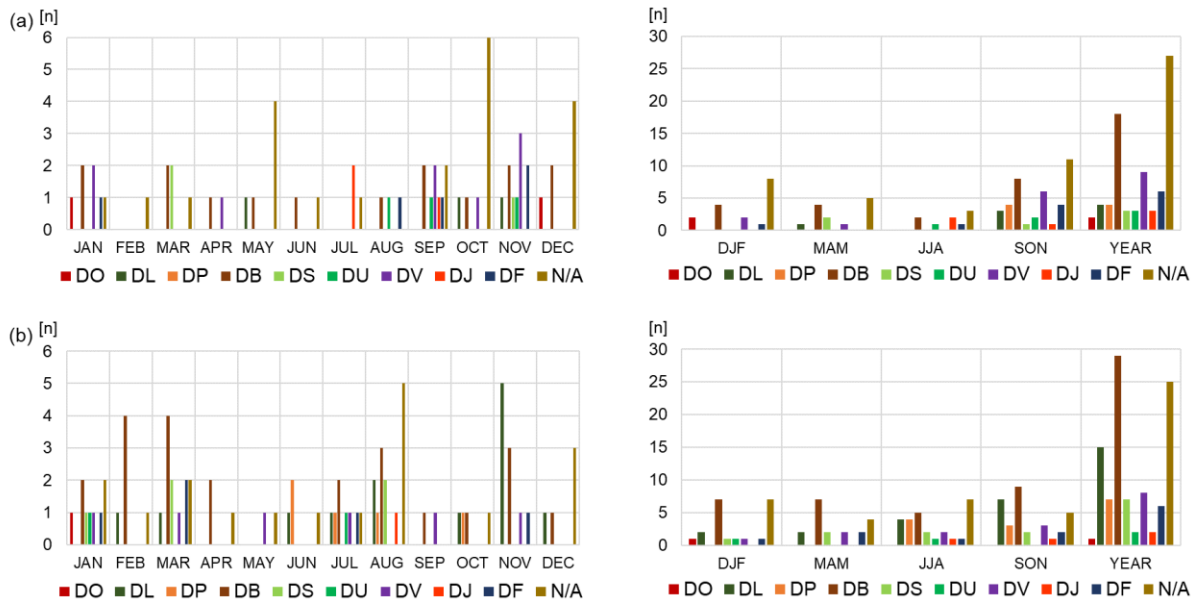 (a) [n]
6
5
4
3
2
1
0
JAN FEB MAR APR MAY JUN JUL AUG SEP OCT NOV DEC
DO DL DP DB DS DU DV DJ DF N/A
[n]
30
25
20
15
10
5
0
DJF MAM JJA SON YEAR
DO DL DP DB DS DU DV DJ DF N/A
(b) [n]
6
5
4
3
2
1
0
JAN FEB MAR APR MAY JUN JUL AUG SEP OCT NOV DEC
DO DL DP DB DS DU DV DJ DF N/A
[n]
30
25
20
15
10
5
0
DJF MAM JJA SON YEAR
DO DL DP DB DS DU DV DJ DF N/A